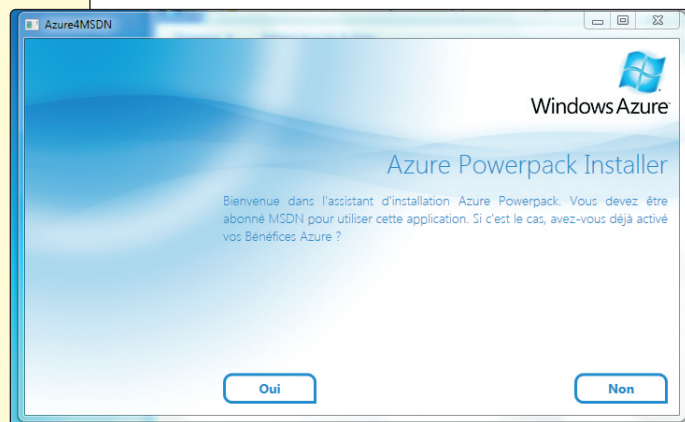 Azure4MSDN
Windows Azure
Azure Powerpack Installer
Bienvenue dans l'assistant d'installation Azure Powerpack. Vous devez être
abonné MSDN pour utiliser cette application. Si c'est le cas, avez-vous déjà activé
vos Bénéfices Azure ?
Oui
Non